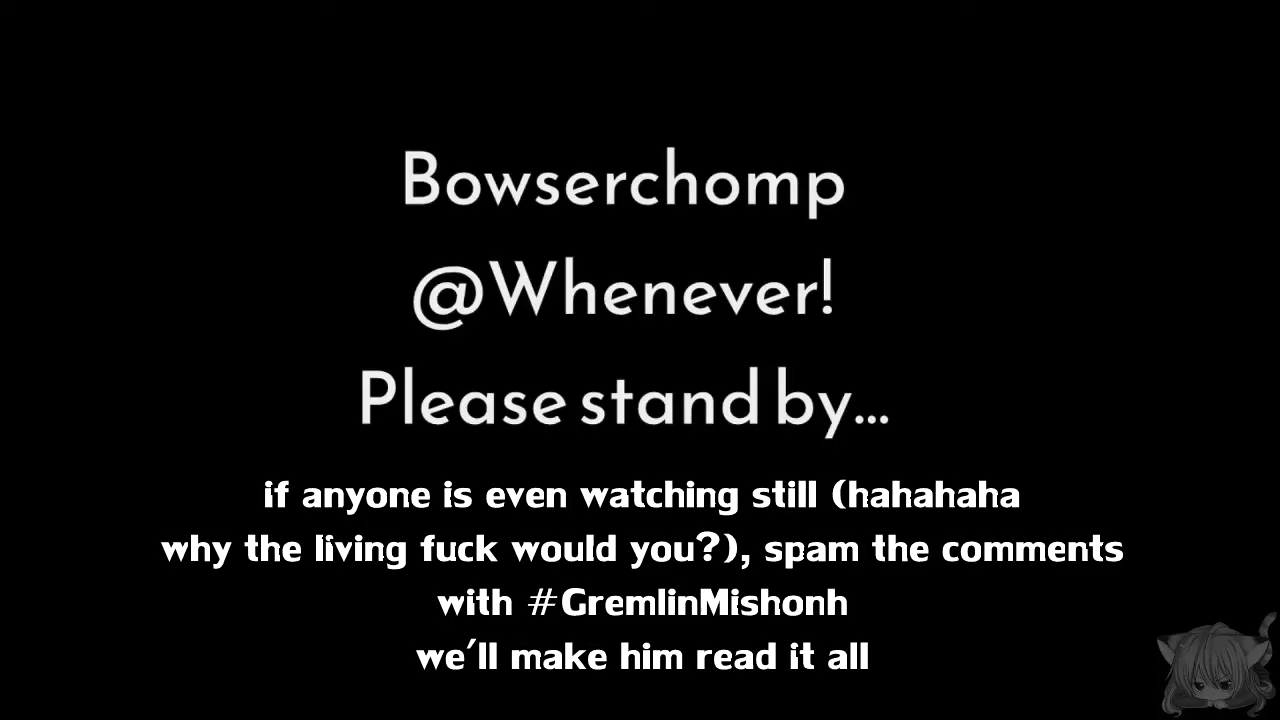 Bowserchomp
@Whenever!
Please stand by...
if anyone is even watching still (hahahaha
why the living fuck would you?), spam the comments
with #GremlinMishonh
we'll make him read it all